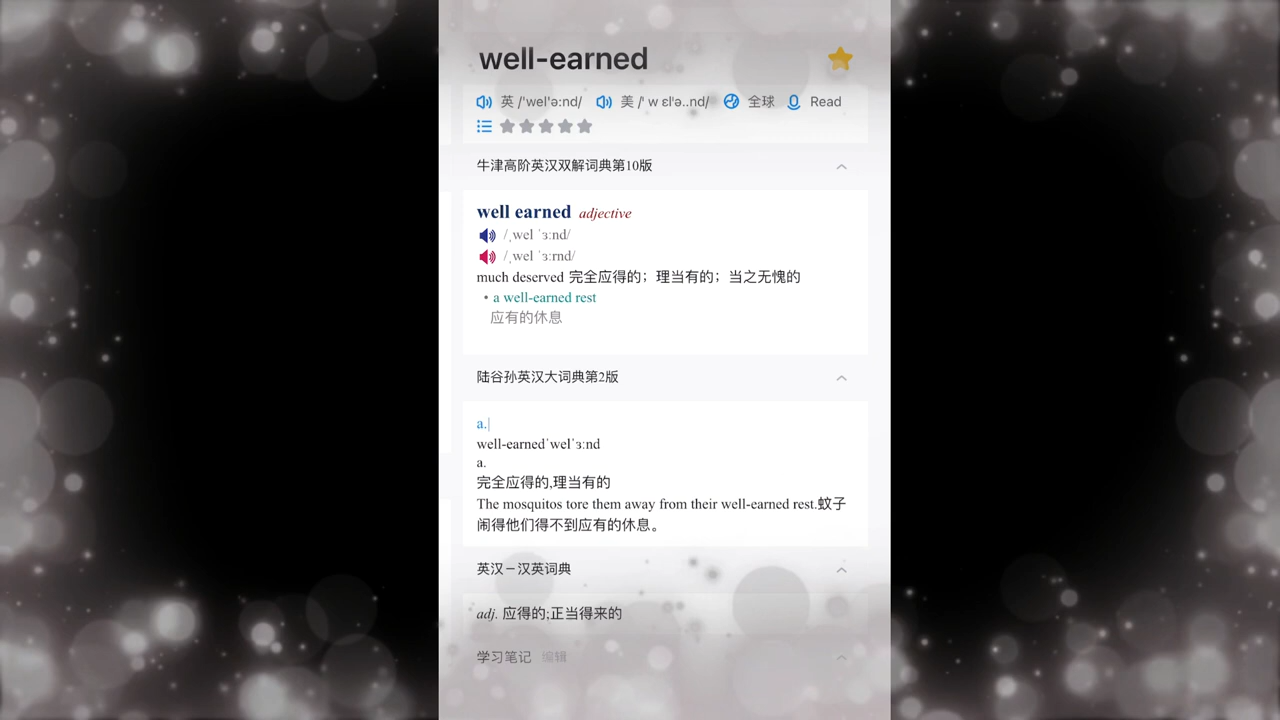 well-earned
英 /'wel'ə:nd/ 美 /' w ɛl'ə..nd/ 全球 Read
牛津高阶英汉双解词典第10版
well earned adjective
/ˌwel ˈɜːnd/
/ˌwel ˈɜːrnd/
much deserved 完全应得的；理当有的；当之无愧的
• a well-earned rest
应有的休息
陆谷孙英汉大词典第2版
a.|
well-earnedˈwelˈɜːnd
a.
完全应得的,理当有的
The mosquitos tore them away from their well-earned rest.蚊子
闹得他们得不到应有的休息。
英汉－汉英词典
adj. 应得的;正当得来的
学习笔记 编辑